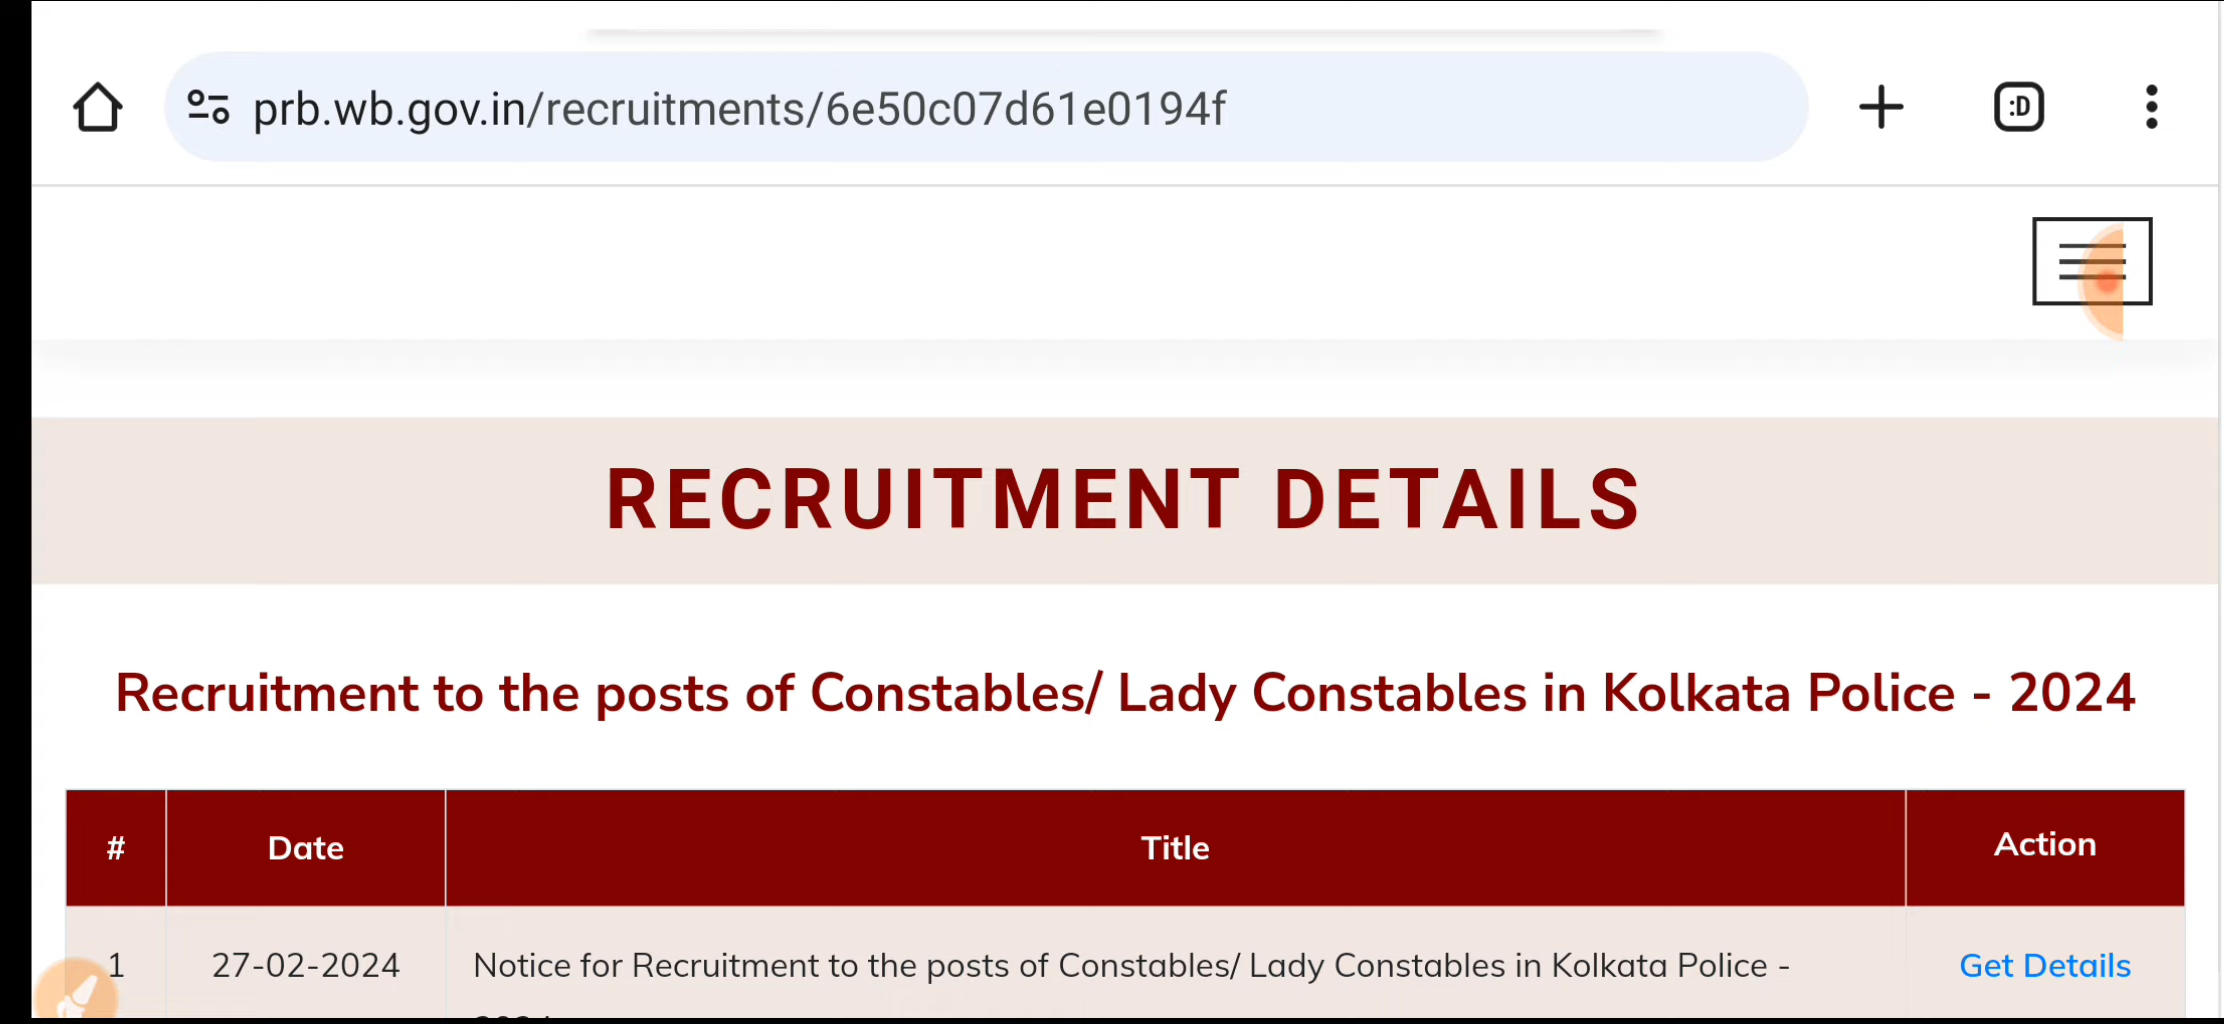 prb.wb.gov.in/recruitments/6e50c07d61e0194f
:D
RECRUITMENT DETAILS
Recruitment to the posts of Constables/ Lady Constables in Kolkata Police - 2024
# Date Title Action
1 27-02-2024 Notice for Recruitment to the posts of Constables/ Lady Constables in Kolkata Police - Get Details